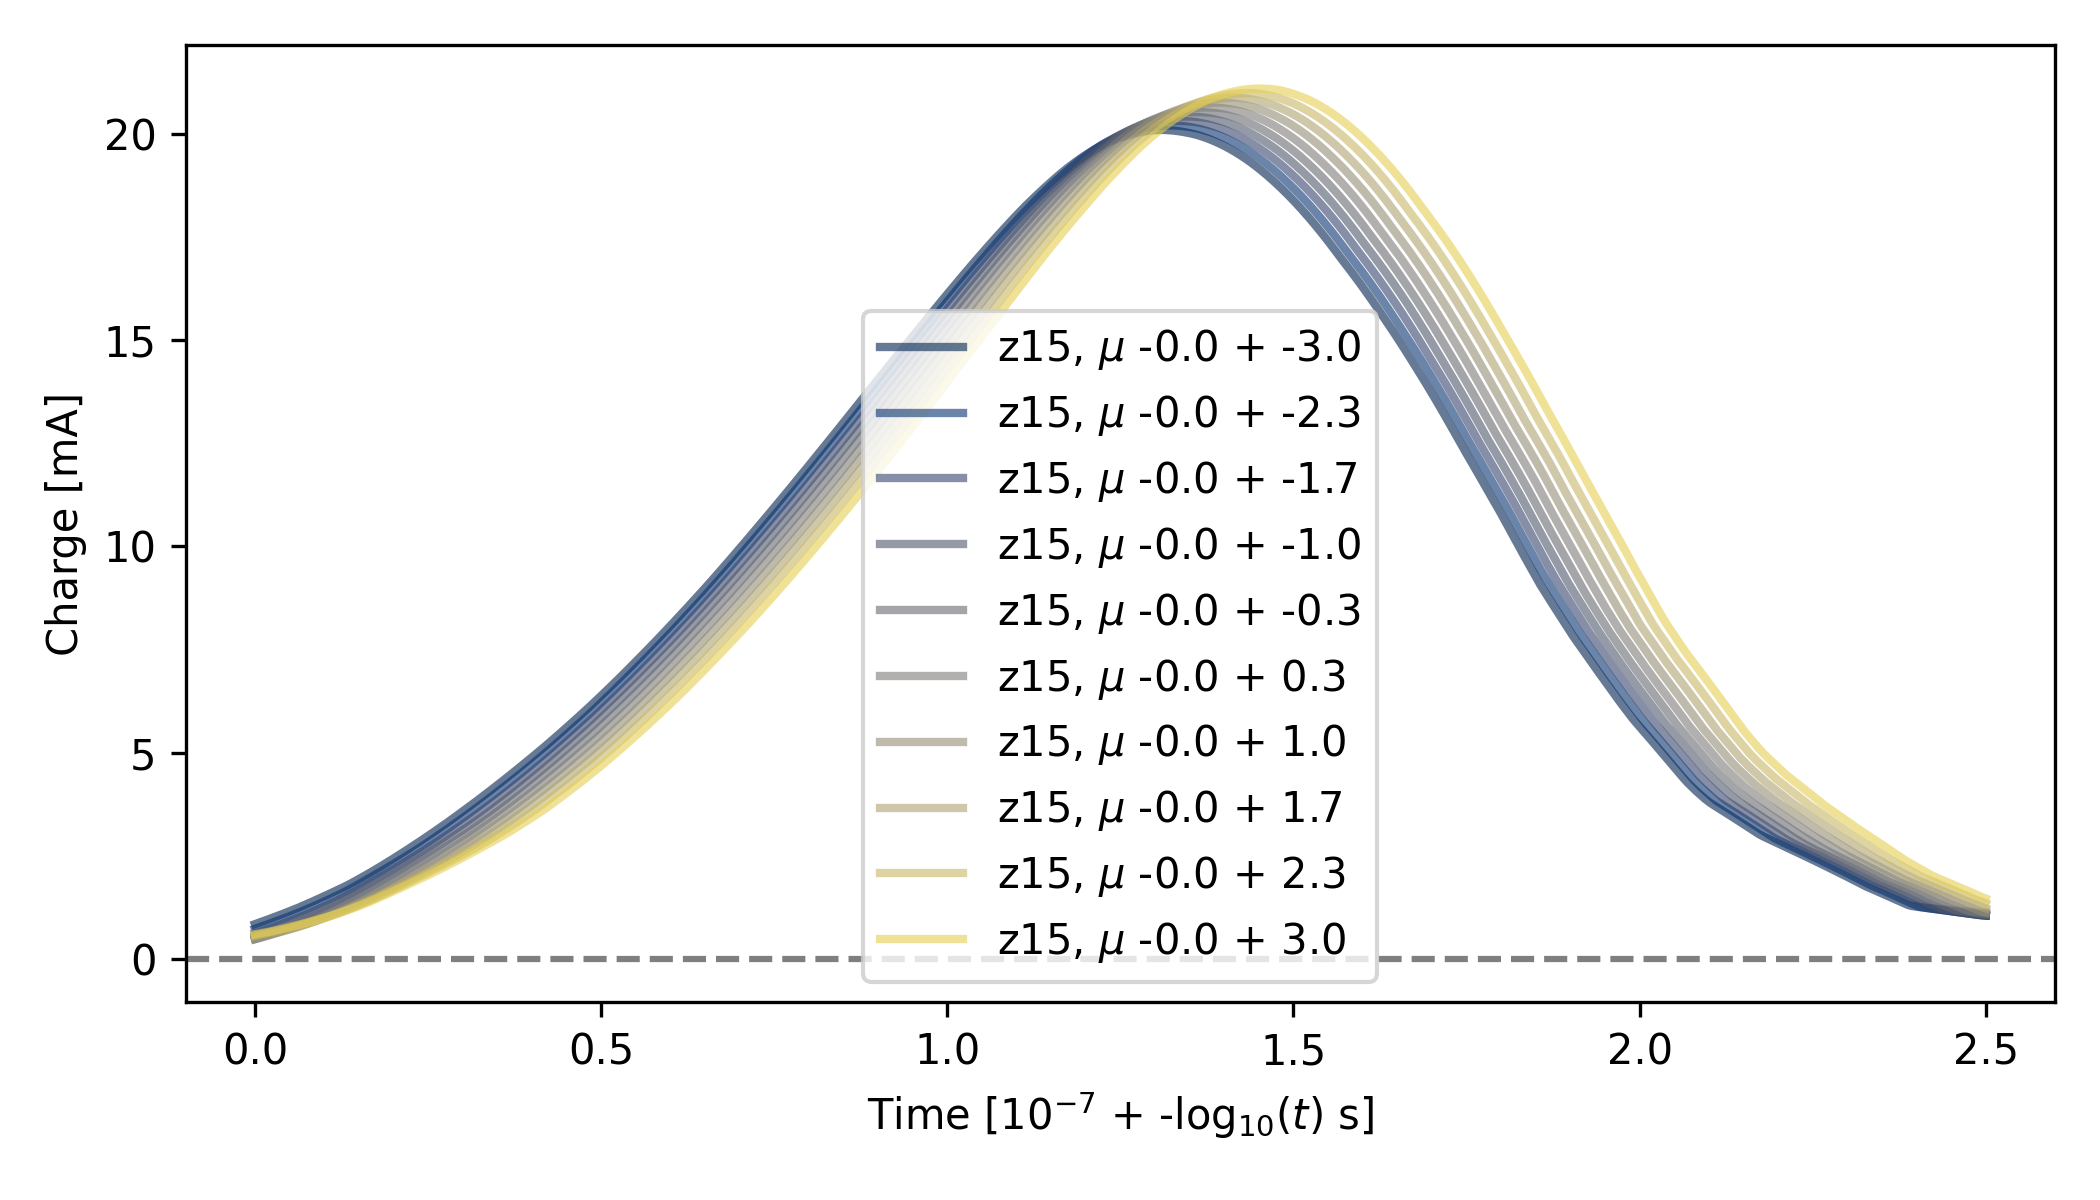 Charge [mA]
20
15
10
5
0
z15, μ -0.0 + -3.0
z15, μ -0.0 + -2.3
z15, μ -0.0 + -1.7
z15, μ -0.0 + -1.0
z15, μ -0.0 + -0.3
z15, μ -0.0 + 0.3
z15, μ -0.0 + 1.0
z15, μ -0.0 + 1.7
z15, μ -0.0 + 2.3
z15, μ -0.0 + 3.0
0.0 0.5 1.0 1.5 2.0 2.5
Time [10⁻⁷ + -log₁₀(t) s]